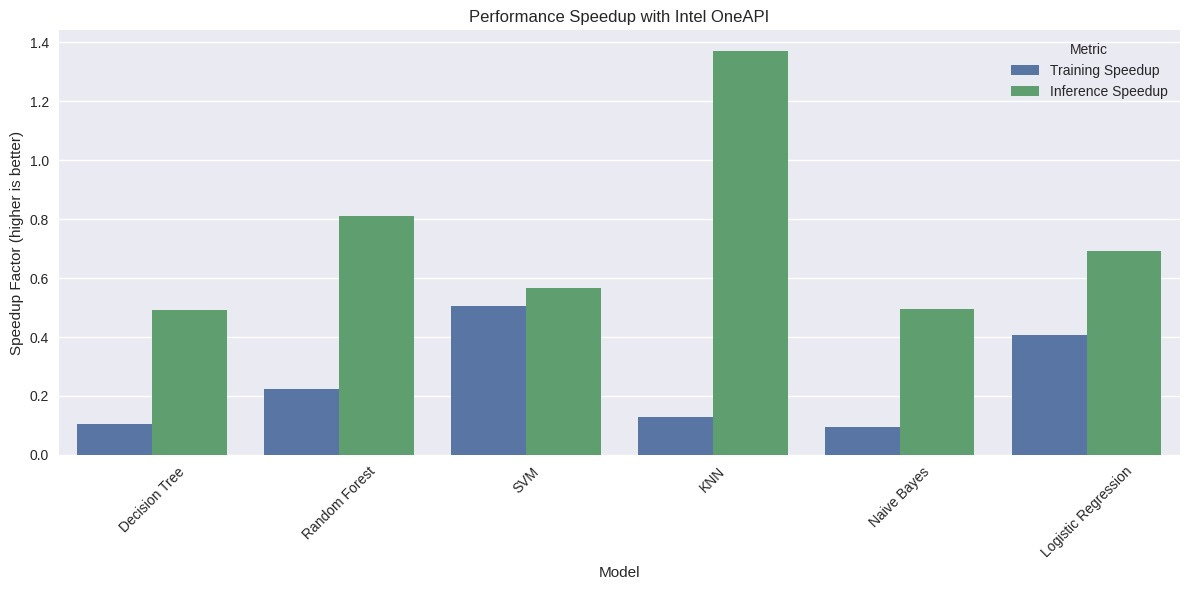 Performance Speedup with Intel OneAPI
Metric
Training Speedup
Inference Speedup
Speedup Factor (higher is better)
1.4
1.2
1.0
0.8
0.6
0.4
0.2
0.0
Decision Tree
Random Forest
SVM
KNN
Naive Bayes
Logistic Regression
Model